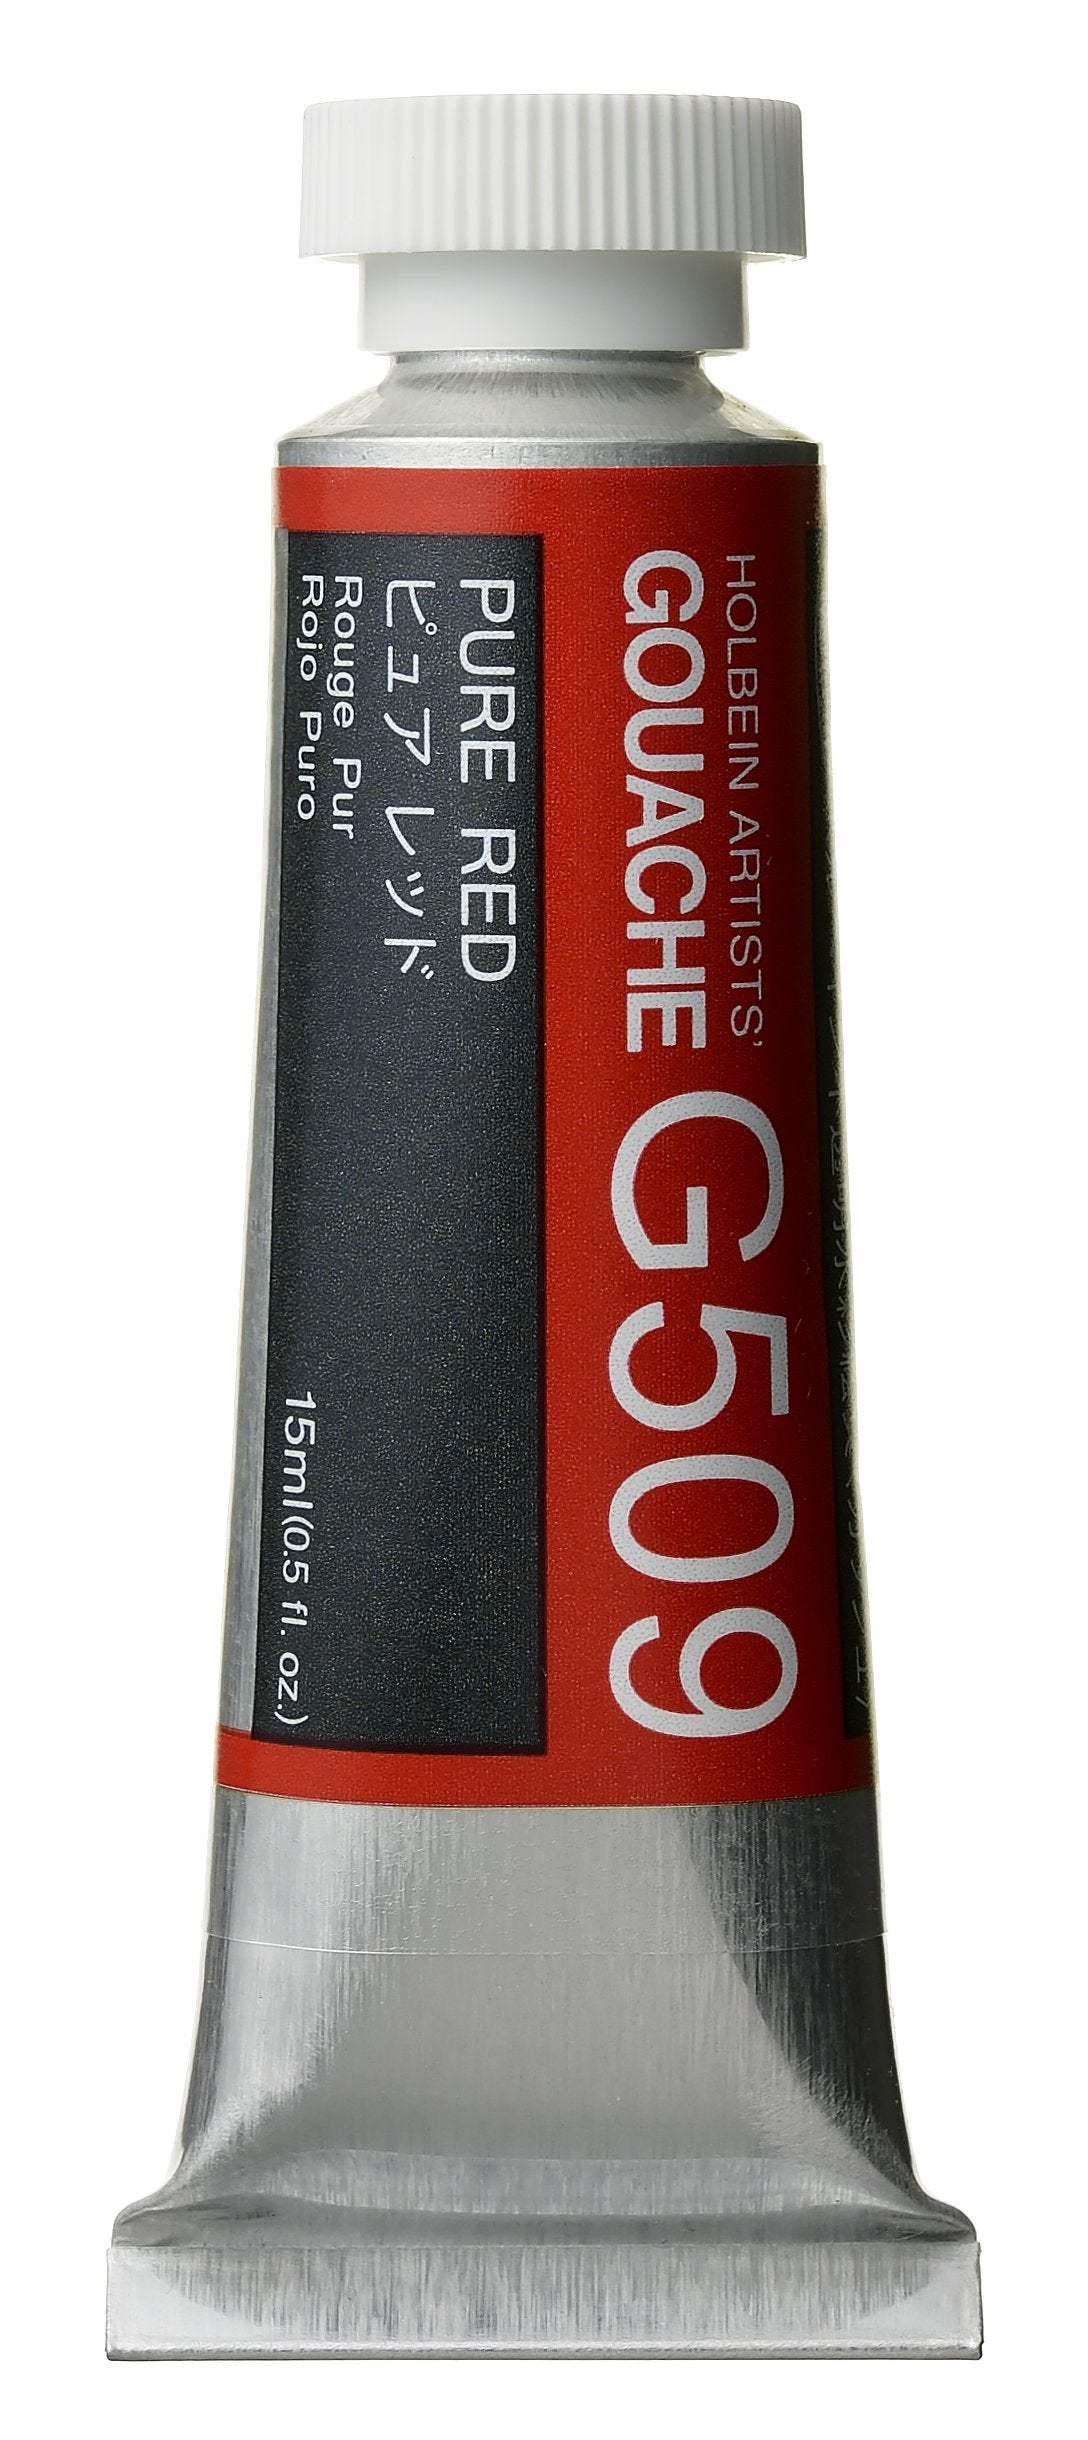 HOLBEIN ARTISTS'
GOUACHE G509
PURE RED
ピュアレッド
Rouge Pur
Rojo Puro
15ml(0.5 fl. oz.)